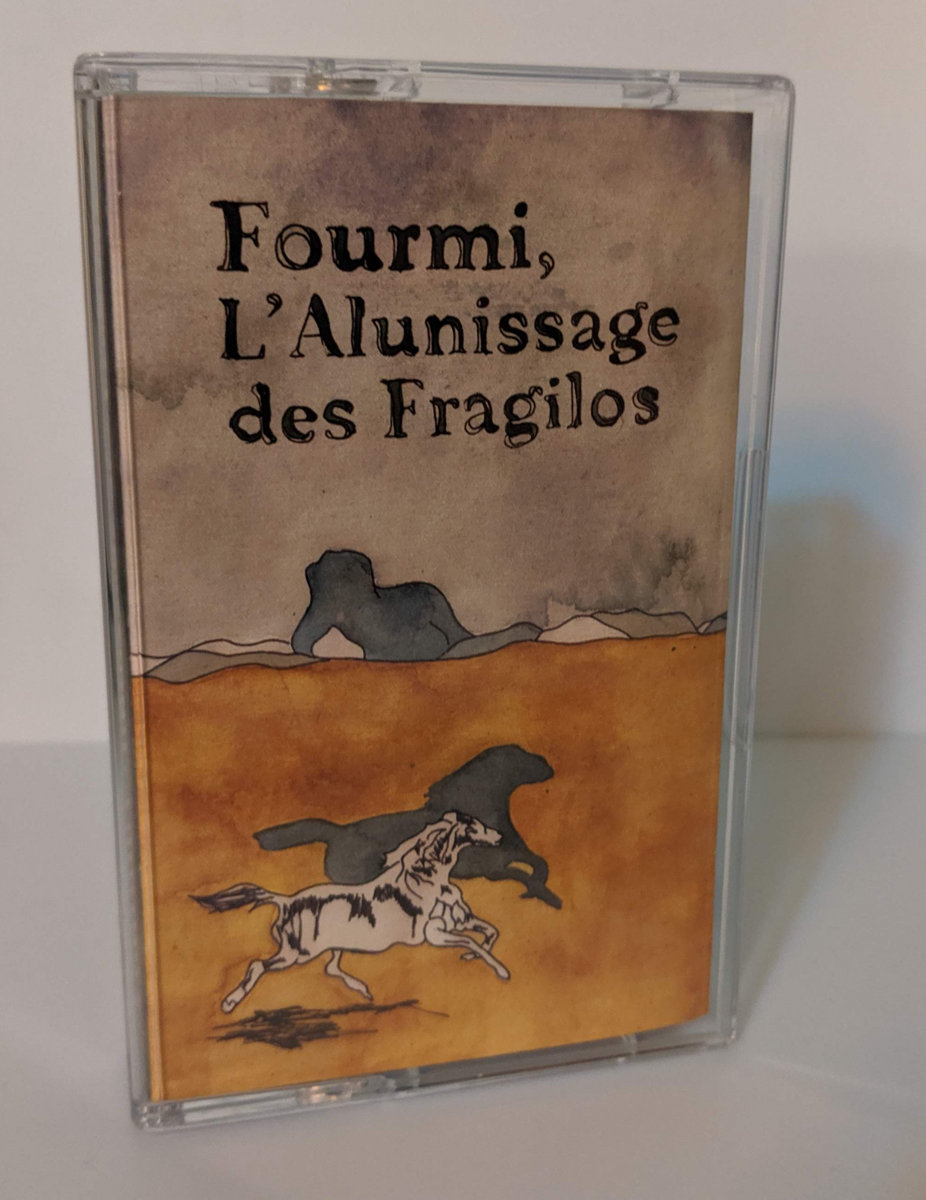 Fourmi,
L'Alunissage
des Fragilos